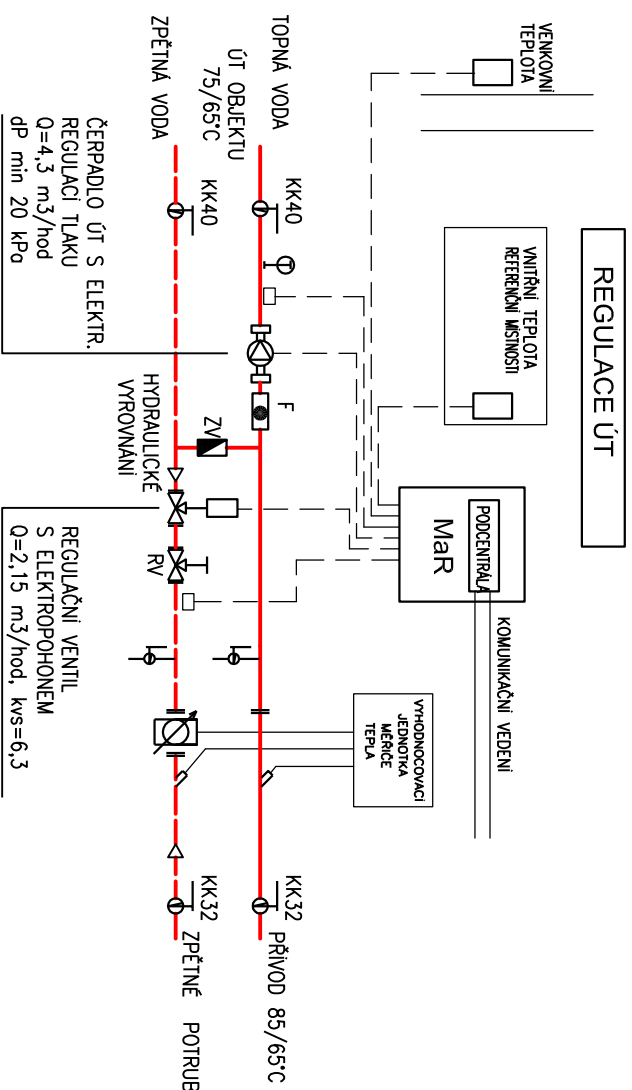 REGULACE ÚT
VENKOVNÍ
TEPLOTA
VNITŘNÍ TEPLOTA
REFERENČNÍ MÍSTNOSTI
PODCENTRÁLA
MaR
KOMUNIKAČNÍ VEDENÍ
VYHODNOCOVACÍ
JEDNOTKA
MĚŘIČE
TEPLA
TOPNÁ VODA
ÚT OBJEKTU
75/65°C
ZPĚTNÁ VODA
KK40
KK40
F
ZV
HYDRAULICKÉ
VYROVNÁNÍ
RV
KK32
KK32
PŘÍVOD 85/65°C
ZPĚTNÉ POTRUB
ČERPADLO ÚT S ELEKTR.
REGULACÍ TLAKU
Q=4,3 m3/hod
dP min 20 kPa
REGULAČNÍ VENTIL
S ELEKTROPOHONEM
Q=2,15 m3/hod, kvs=6,3